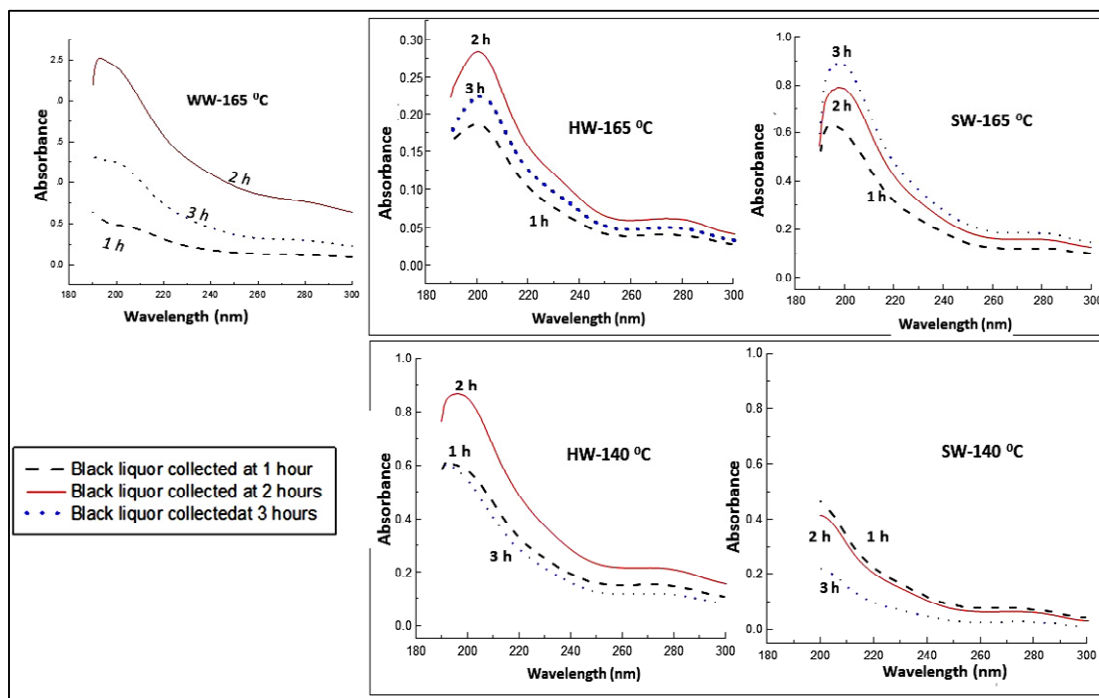 2.5
.0
.5
.0
0.5
0.0
Absorbance
WW-165 ⁰C
2 h
3 h
1 h
180 200 220 240 260 280 300
Wavelength (nm)
0.30
0.25
0.20
0.15
0.10
0.05
0.00
Absorbance
2 h
3 h
HW-165 ⁰C
1 h
180 200 220 240 260 280 300
Wavelength (nm)
1.0
0.8
0.6
0.4
0.2
0.0
Absorbance
3 h
2 h
SW-165 ⁰C
1 h
180 200 220 240 260 280 300
Wavelength (nm)
Black liquor collected at 1 hour
Black liquor collected at 2 hours
Black liquor collectedat 3 hours
1.0
0.8
0.6
0.4
0.2
0.0
Absorbance
2 h
1 h
HW-140 ⁰C
3 h
180 200 220 240 260 280 300
Wavelength (nm)
1.0
0.8
0.6
0.4
0.2
0.0
Absorbance
SW-140 ⁰C
2 h
1 h
3 h
180 200 220 240 260 280 300
Wavelength (nm)